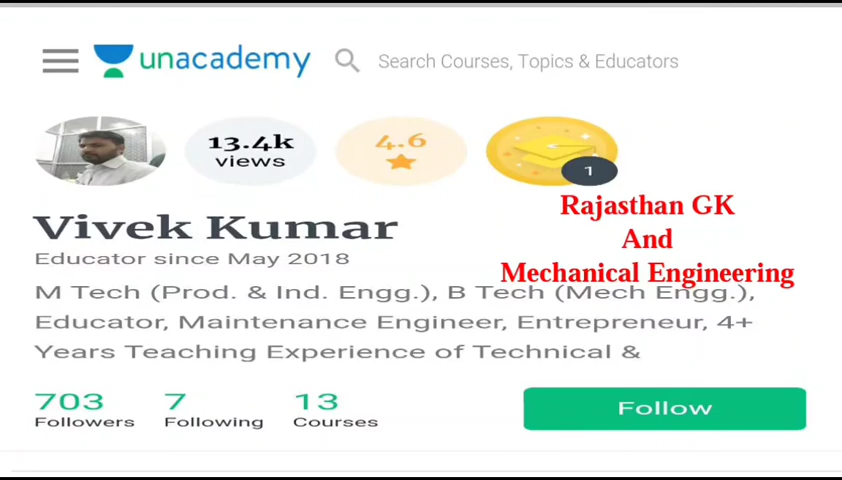 unacademy
Search Courses, Topics & Educators
13.4k
views
4.6
1
Rajasthan GK
And
Mechanical Engineering
Vivek Kumar
Educator since May 2018
M Tech (Prod. & Ind. Engg.), B Tech (Mech Engg.),
Educator, Maintenance Engineer, Entrepreneur, 4+
Years Teaching Experience of Technical &
703
Followers
7
Following
13
Courses
Follow